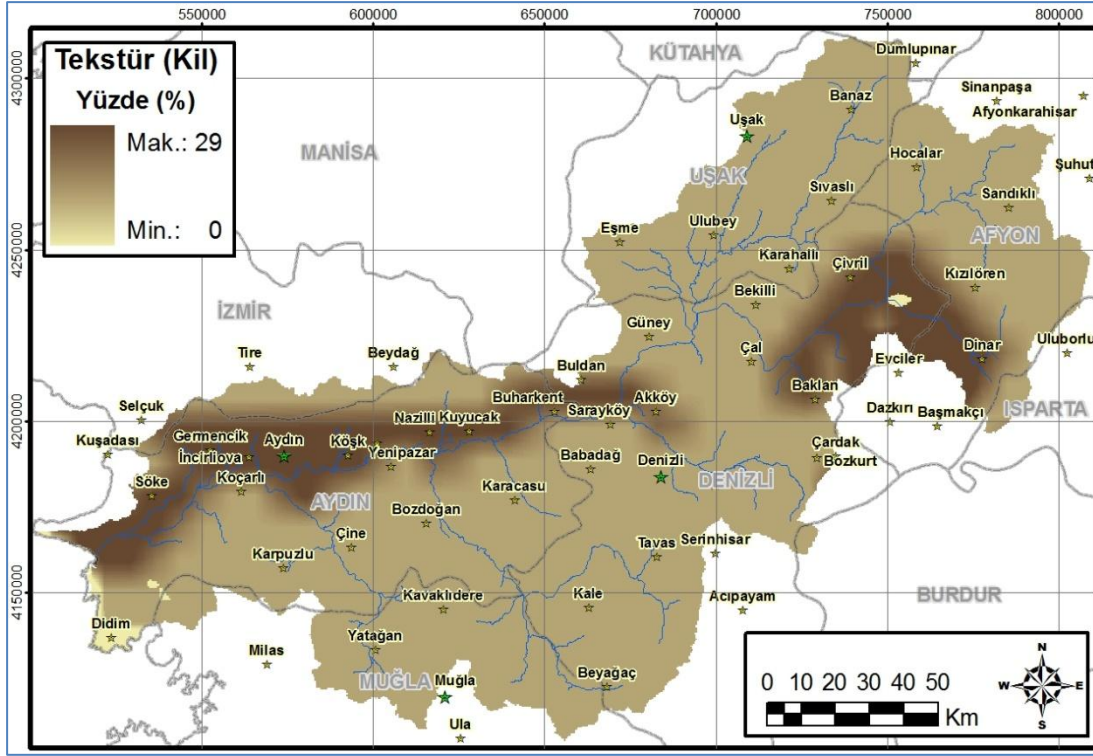 550000 600000 650000 700000 750000 800000
4300000
4250000
4200000
4150000
Tekstür (Kil)
Yüzde (%)
Mak.: 29
Min.: 0
KÜTAHYA
Dumlupınar
Sinanpaşa
Afyonkarahisar
Banaz
Uşak
MANİSA
Hocalar
Şuhut
UŞAK
Sıvaslı
Sandıklı
Eşme
Ulubey
AFYON
Karahallı
Çivril
Kızılören
Bekilli
İZMİR
Güney
Çal
Dinar
Uluborlu
Tire
Beydağ
Buldan
Evciler
Baklan
Selçuk
Buharkent
Akköy
Sarayköy
Dazkırı
Başmakçı
ISPARTA
Nazilli
Kuyucak
Kuşadası
Germencik
Aydın
Köşk
İncirliova
Yenipazar
Çardak
Bozkurt
Söke
Koçarlı
Babadağ
Denizli
DENİZLİ
AYDIN
Karacasu
Bozdoğan
Çine
Karpuzlu
Tavas
Serinhisar
Kavaklıdere
Kale
Acıpayam
BURDUR
Didim
Milas
Yatağan
MUĞLA
Muğla
Beyağaç
Ula
0 10 20 30 40 50
Km
N
W
E
S